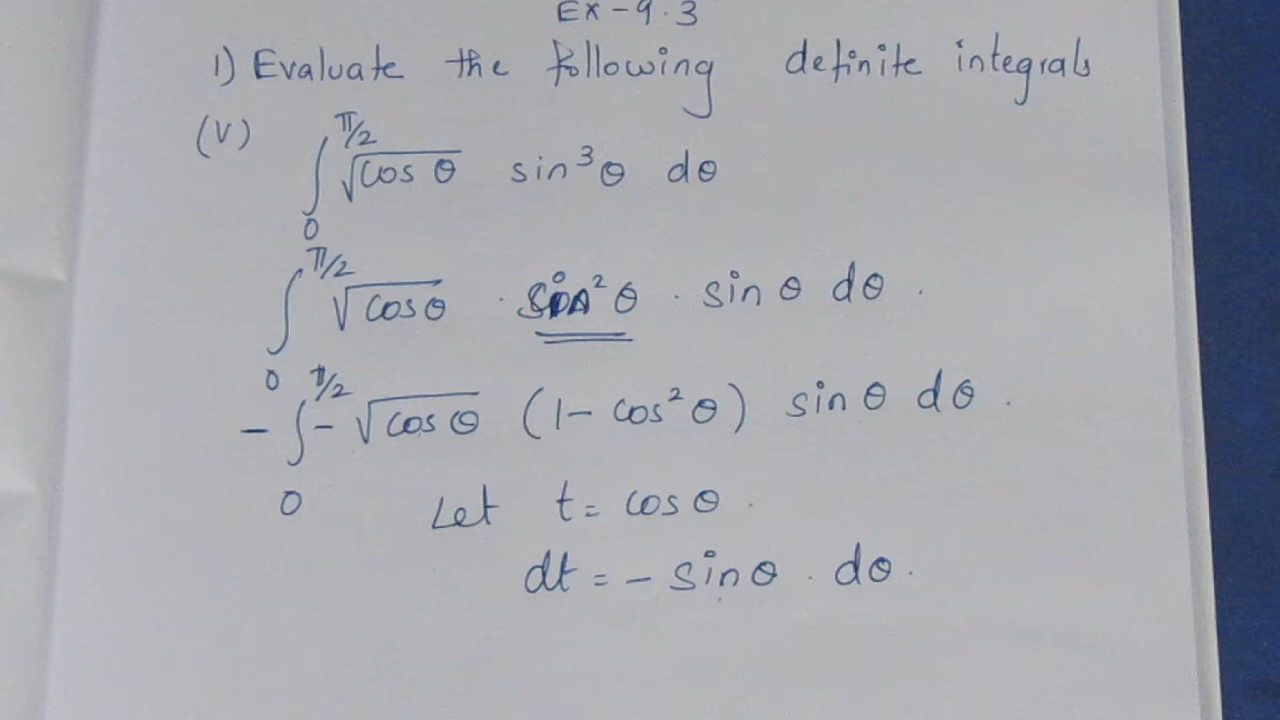 Ex - 9.3
1) Evaluate the following definite integrals
(V) ∫₀^{π/2} √cos θ sin³θ dθ
∫₀^{π/2} √cosθ · sin²θ · sin θ dθ.
- ∫₀^{π/2} - √cos θ (1 - cos²θ) sin θ dθ.
Let t = cos θ.
dt = - sin θ . dθ.